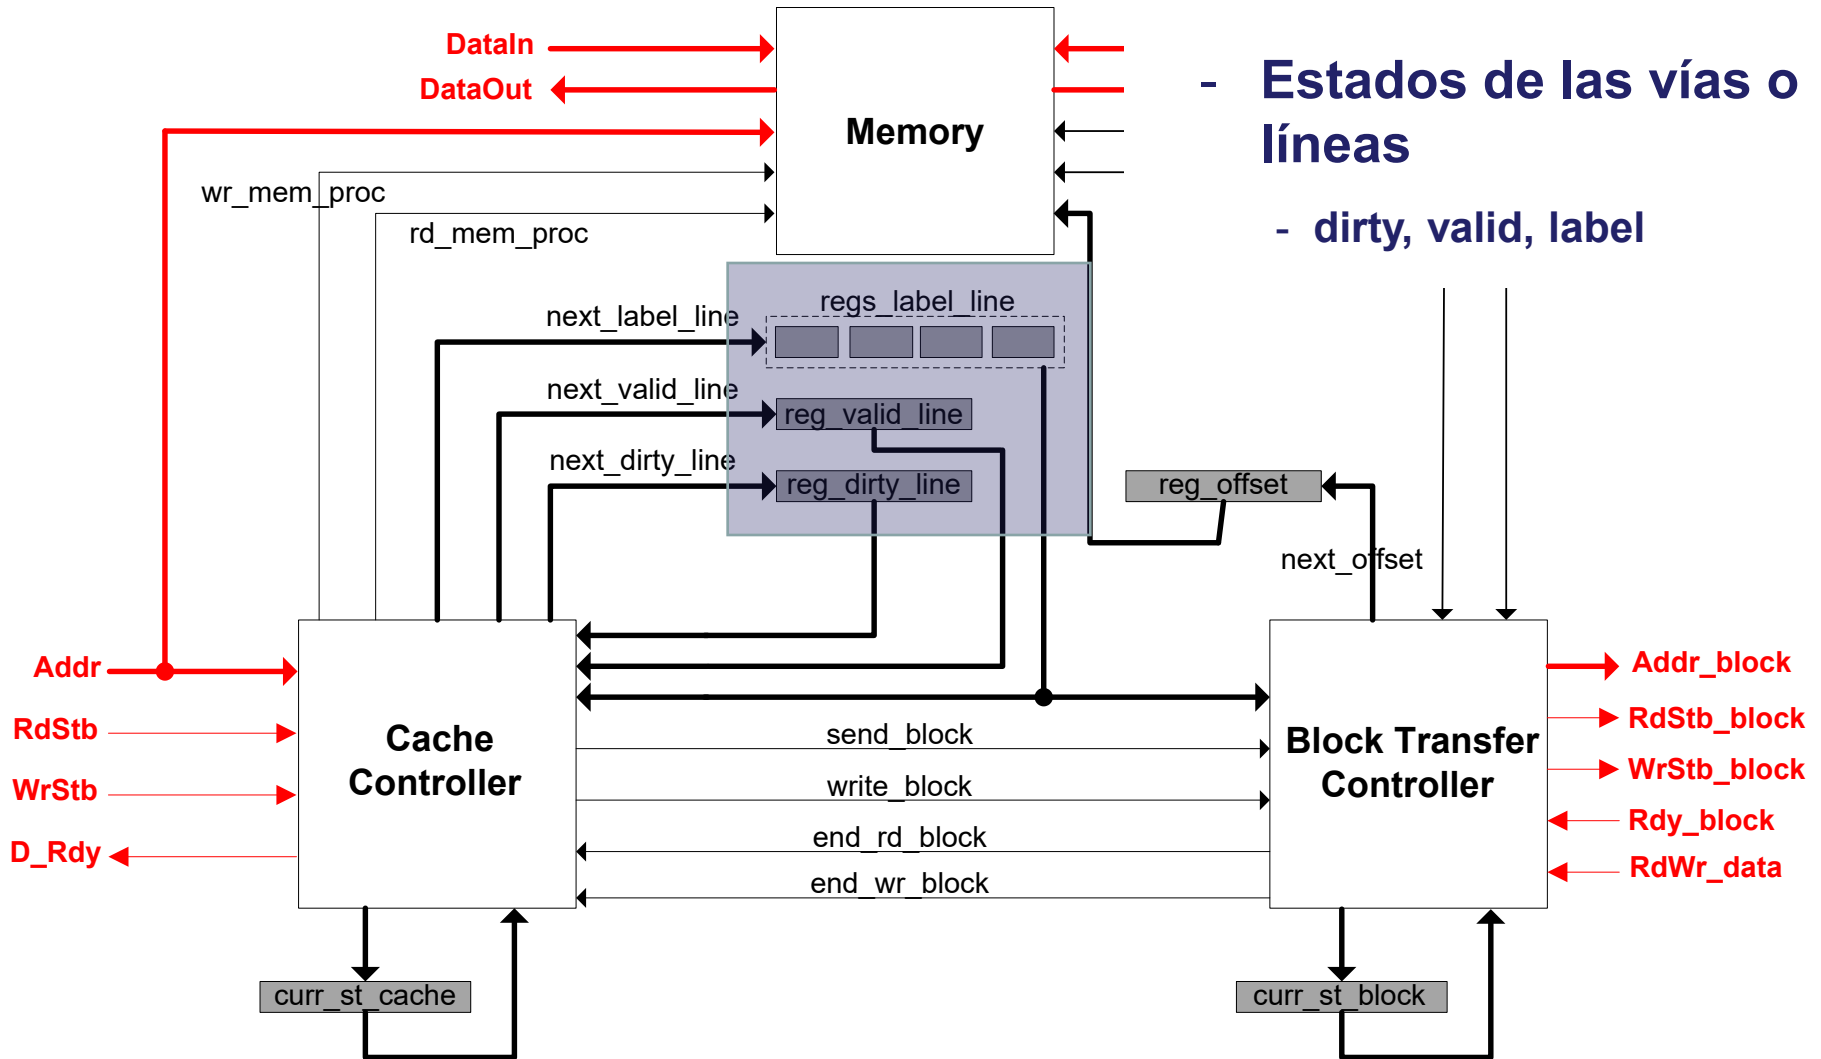 DataIn
DataOut
Memory
- Estados de las vías o
líneas
- dirty, valid, label
wr_mem_proc
rd_mem_proc
regs_label_line
next_label_line
next_valid_line
reg_valid_line
next_dirty_line
reg_dirty_line
reg_offset
next_offset
Addr
RdStb
WrStb
D_Rdy
Cache
Controller
send_block
write_block
end_rd_block
end_wr_block
Block Transfer
Controller
Addr_block
RdStb_block
WrStb_block
Rdy_block
RdWr_data
curr_st_cache
curr_st_block